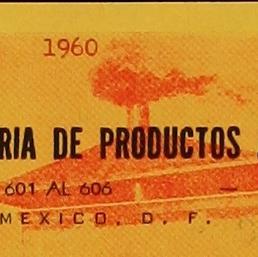 1960
RIA DE PRODUCTOS
601 AL 606
MEXICO, D. F.